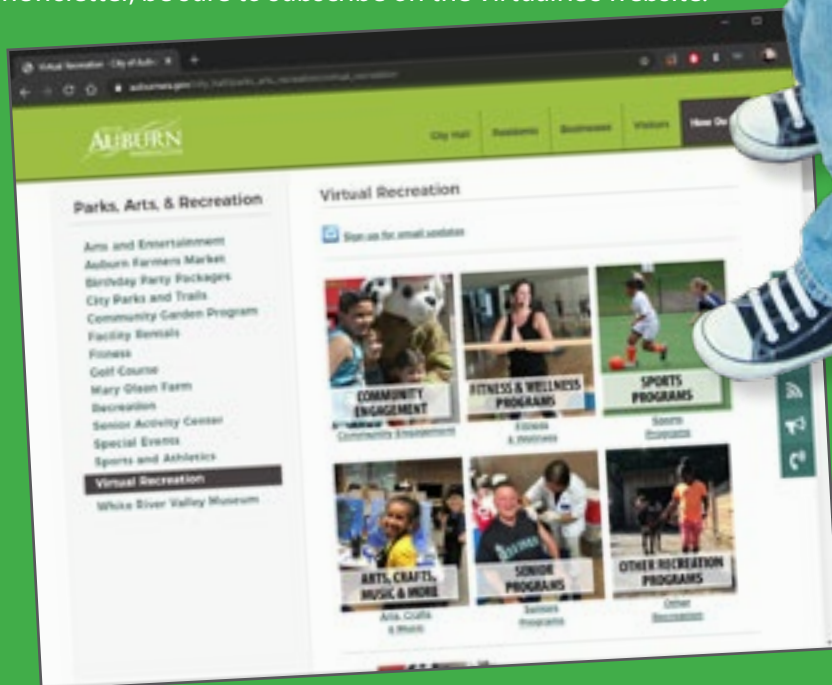 newsletter, be sure to subscribe on the VirtualRec website.
Virtual Recreation - City of Aub
AUBURN
City Hall
Residents
Businesses
Visitors
How Do
Parks, Arts, & Recreation
Arts and Entertainment
Auburn Farmers Market
Birthday Party Packages
City Parks and Trails
Community Garden Program
Facility Rentals
Fitness
Golf Course
Mary Olson Farm
Recreation
Senior Activity Center
Special Events
Sports and Athletics
Virtual Recreation
White River Valley Museum
Virtual Recreation
Sign up for email updates
COMMUNITY
ENGAGEMENT
Community Engagement
FITNESS & WELLNESS
PROGRAMS
Fitness
& Wellness
SPORTS
PROGRAMS
Sports
Programs
ARTS, CRAFTS,
MUSIC & MORE
Arts, Crafts
& Music
SENIOR
PROGRAMS
Seniors
Programs
OTHER RECREATION
PROGRAMS
Other
Recreation